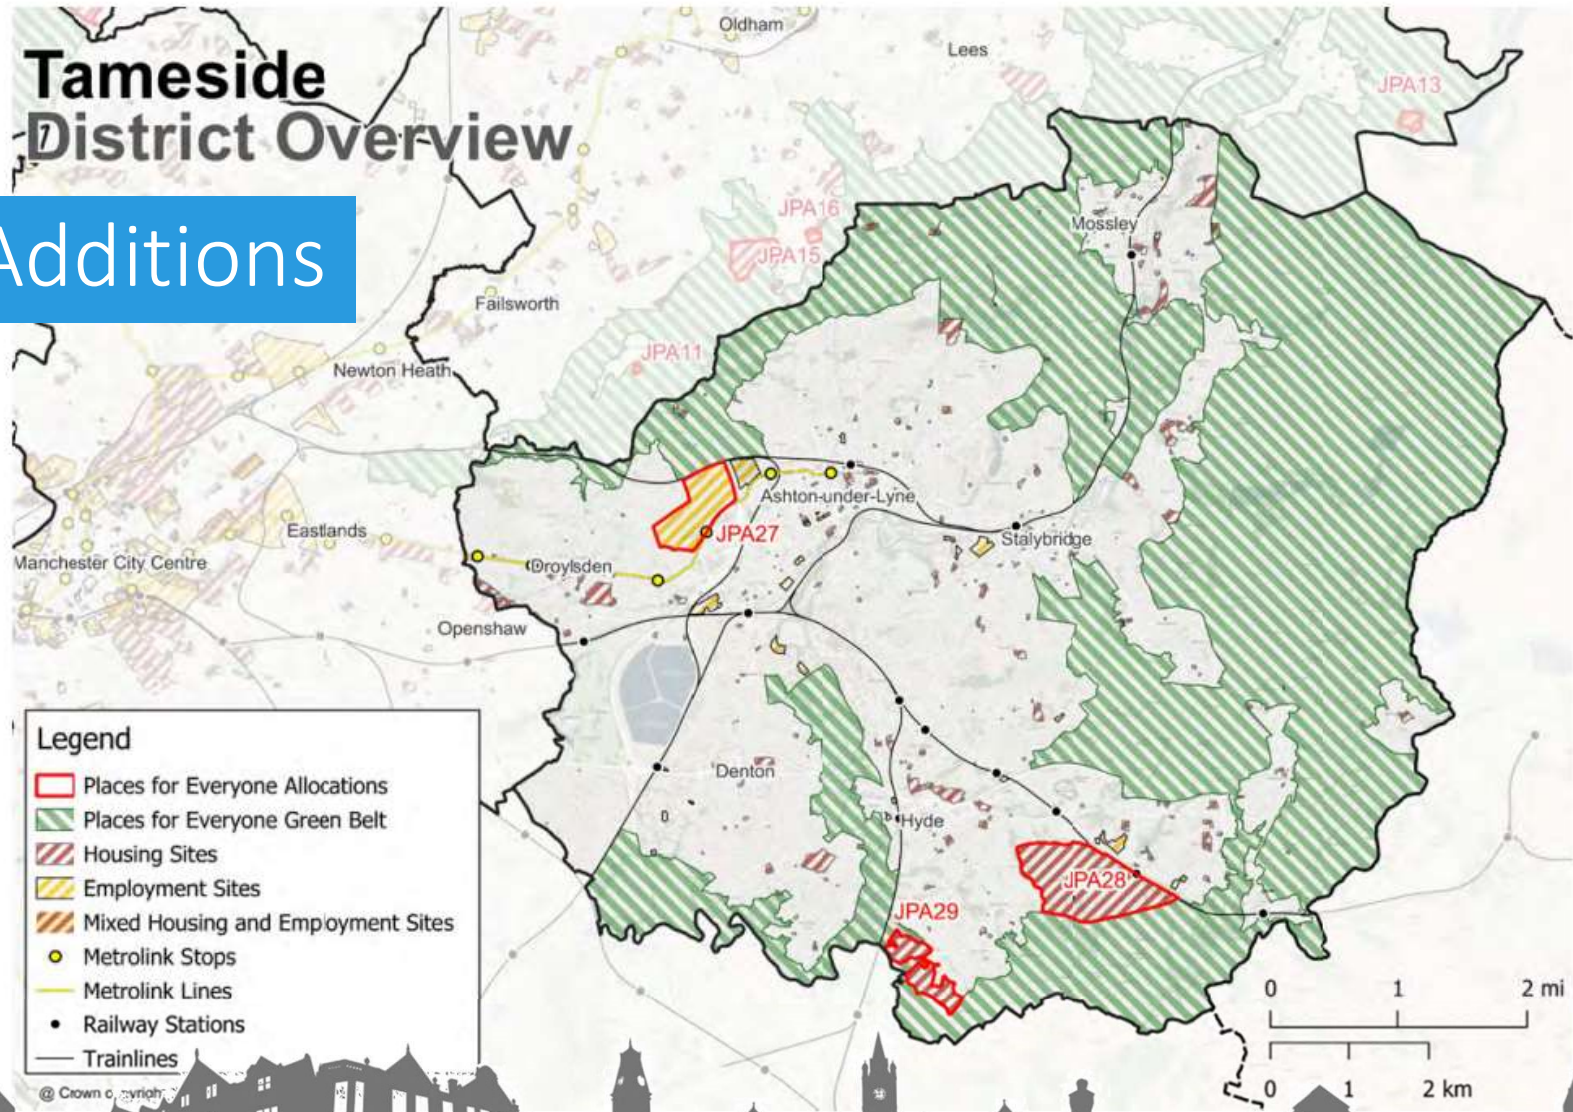 Tameside
District Overview
Additions
Oldham
Lees
JPA13
JPA16
JPA15
Mossley
Failsworth
JPA11
Newton Heath
Ashton-under-Lyne
JPA27
Eastlands
Stalybridge
Manchester City Centre
Droylsden
Openshaw
Denton
Hyde
JPA28
JPA29
Legend
Places for Everyone Allocations
Places for Everyone Green Belt
Housing Sites
Employment Sites
Mixed Housing and Employment Sites
Metrolink Stops
Metrolink Lines
Railway Stations
Trainlines
@ Crown
0 1 2 mi
0 1 2 km